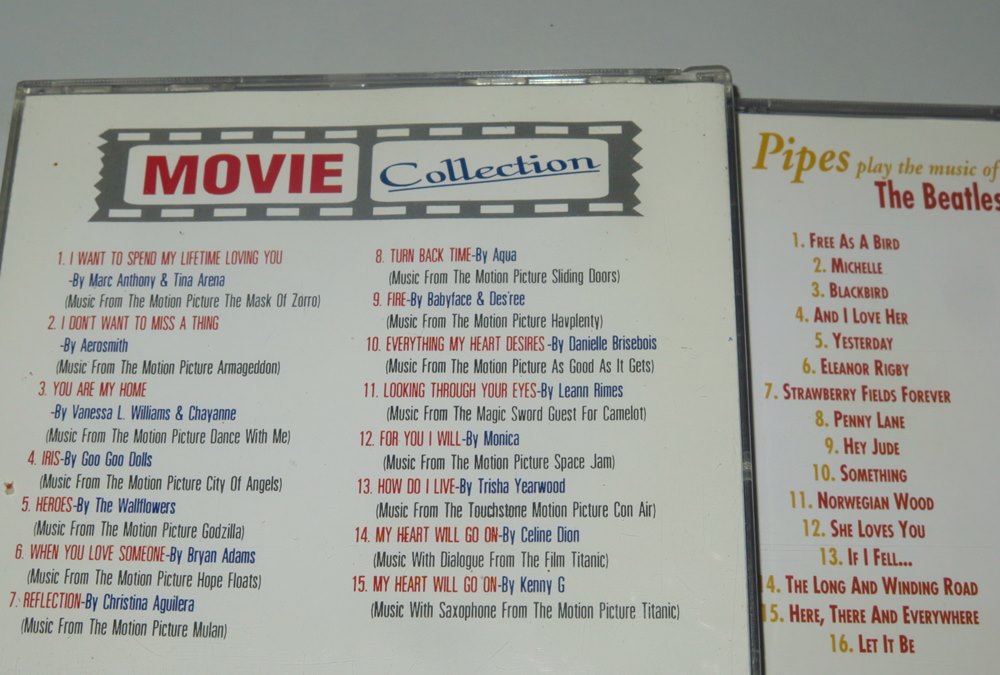 MOVIE Collection
1. I WANT TO SPEND MY LIFETIME LOVING YOU
-By Marc Anthony & Tina Arena
(Music From The Motion Picture The Mask Of Zorro)
2. I DON'T WANT TO MISS A THING
-By Aerosmith
(Music From The Motion Picture Armageddon)
3. YOU ARE MY HOME
-By Vanessa L. Williams & Chayanne
(Music From The Motion Picture Dance With Me)
4. IRIS-By Goo Goo Dolls
(Music From The Motion Picture City Of Angels)
5. HEROES-By The Wallflowers
(Music From The Motion Picture Godzilla)
6. WHEN YOU LOVE SOMEONE-By Bryan Adams
(Music From The Motion Picture Hope Floats)
7. REFLECTION-By Christina Aguilera
(Music From The Motion Picture Mulan)
8. TURN BACK TIME-By Aqua
(Music From The Motion Picture Sliding Doors)
9. FIRE-By Babyface & Des'ree
(Music From The Motion Picture Havplenty)
10. EVERYTHING MY HEART DESIRES-By Danielle Brisebois
(Music From The Motion Picture As Good As It Gets)
11. LOOKING THROUGH YOUR EYES-By Leann Rimes
(Music From The Magic Sword Guest For Camelot)
12. FOR YOU I WILL-By Monica
(Music From The Motion Picture Space Jam)
13. HOW DO I LIVE-By Trisha Yearwood
(Music From The Touchstone Motion Picture Con Air)
14. MY HEART WILL GO ON-By Celine Dion
(Music With Dialogue From The Film Titanic)
15. MY HEART WILL GO ON-By Kenny G
(Music With Saxophone From The Motion Picture Titanic)
Pipes play the music of
The Beatles
1. FREE AS A BIRD
2. MICHELLE
3. BLACKBIRD
4. AND I LOVE HER
5. YESTERDAY
6. ELEANOR RIGBY
7. STRAWBERRY FIELDS FOREVER
8. PENNY LANE
9. HEY JUDE
10. SOMETHING
11. NORWEGIAN WOOD
12. SHE LOVES YOU
13. IF I FELL...
14. THE LONG AND WINDING ROAD
15. HERE, THERE AND EVERYWHERE
16. LET IT BE